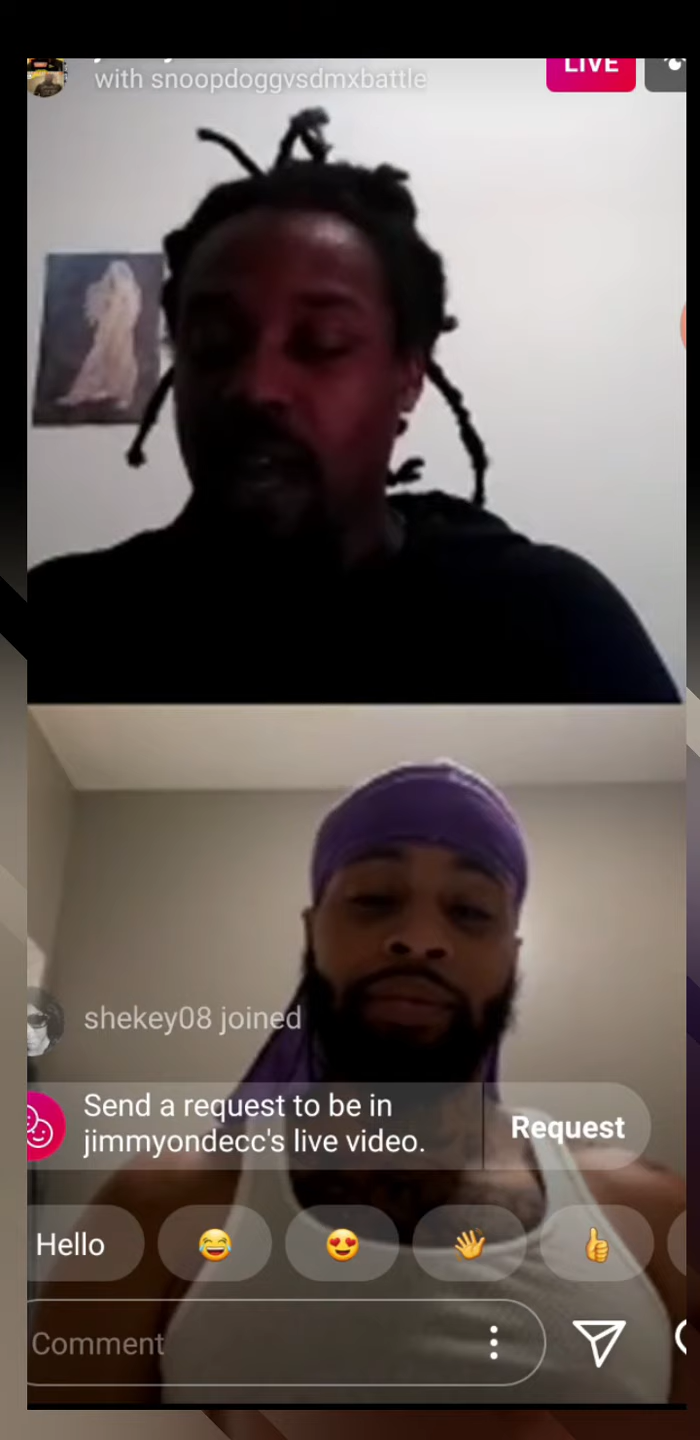 with snoopdoggvsdmxbattle
LIVE
shekey08 joined
Send a request to be in
jimmyondecc's live video.
Request
Hello
Comment